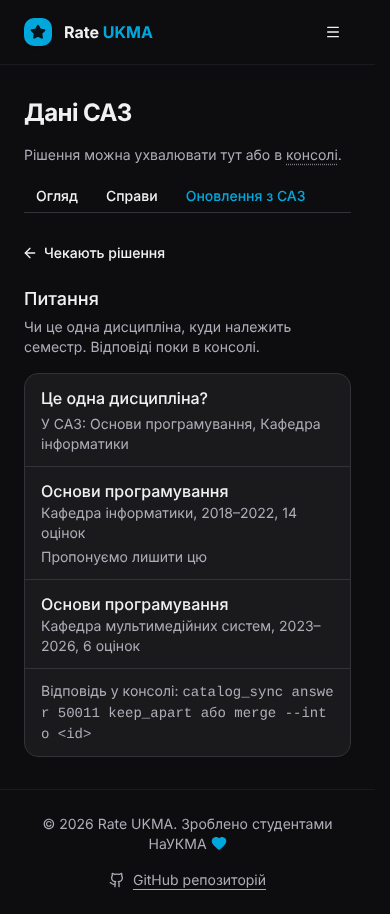 Rate UKMA
Дані САЗ
Рішення можна ухвалювати тут або в консолі.
Огляд Справи Оновлення з САЗ
← Чекають рішення
Питання
Чи це одна дисципліна, куди належить
семестр. Відповіді поки в консолі.
Це одна дисципліна?
У САЗ: Основи програмування, Кафедра
інформатики
Основи програмування
Кафедра інформатики, 2018–2022, 14
оцінок
Пропонуємо лишити цю
Основи програмування
Кафедра мультимедійних систем, 2023–
2026, 6 оцінок
Відповідь у консолі: catalog_sync answe
r 50011 keep_apart або merge --int
o <id>
© 2026 Rate UKMA. Зроблено студентами
НаУКМА
GitHub репозиторій